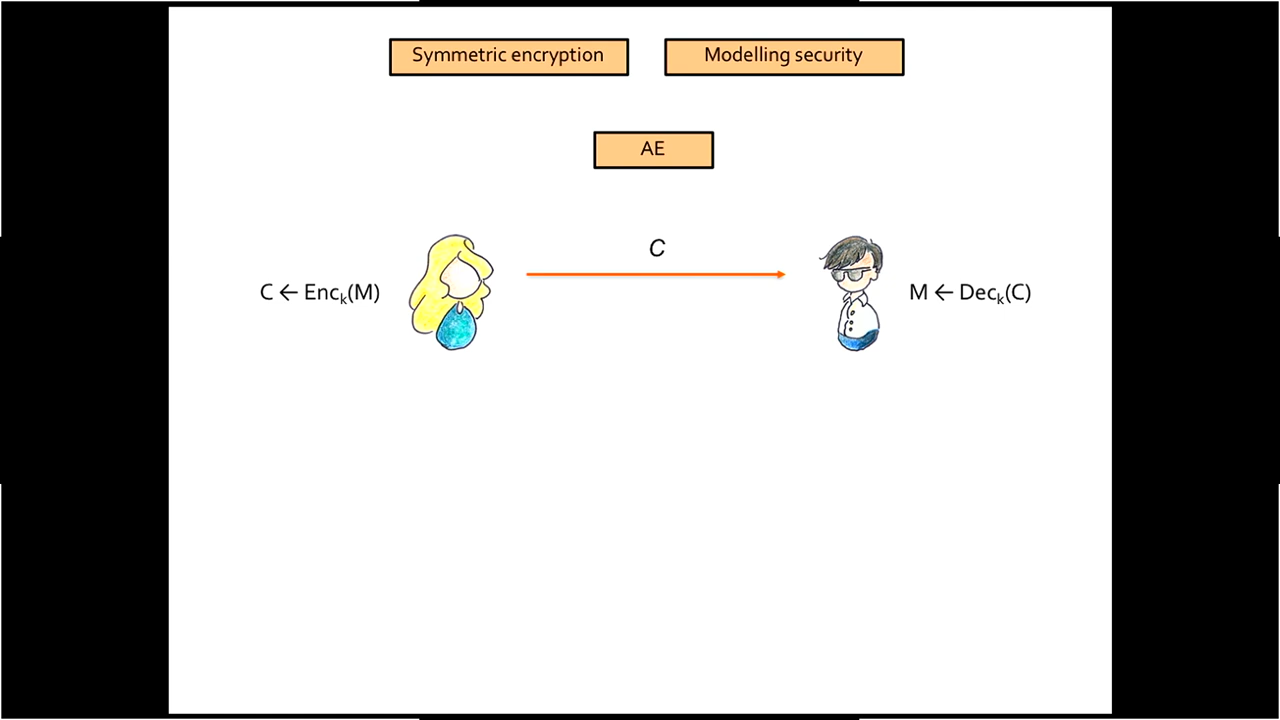 Symmetric encryption
Modelling security
AE
C
C ← Enck(M)
M ← Deck(C)